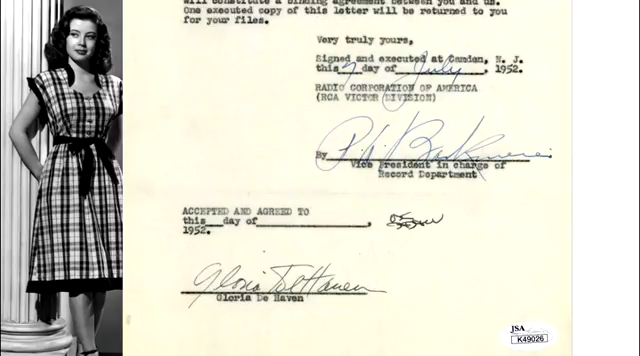 will constitute a binding agreement between you and us.
One executed copy of this letter will be returned to you
for your files.
Very truly yours,
Signed and executed at Camden, N. J.
this 7 day of July, 1952.
RADIO CORPORATION OF AMERICA
(RCA VICTOR DIVISION)
By
Vice President in charge of
Record Department
ACCEPTED AND AGREED TO
this day of ,
1952.
Gloria DeHaven
Gloria De Haven
JSA
K49026